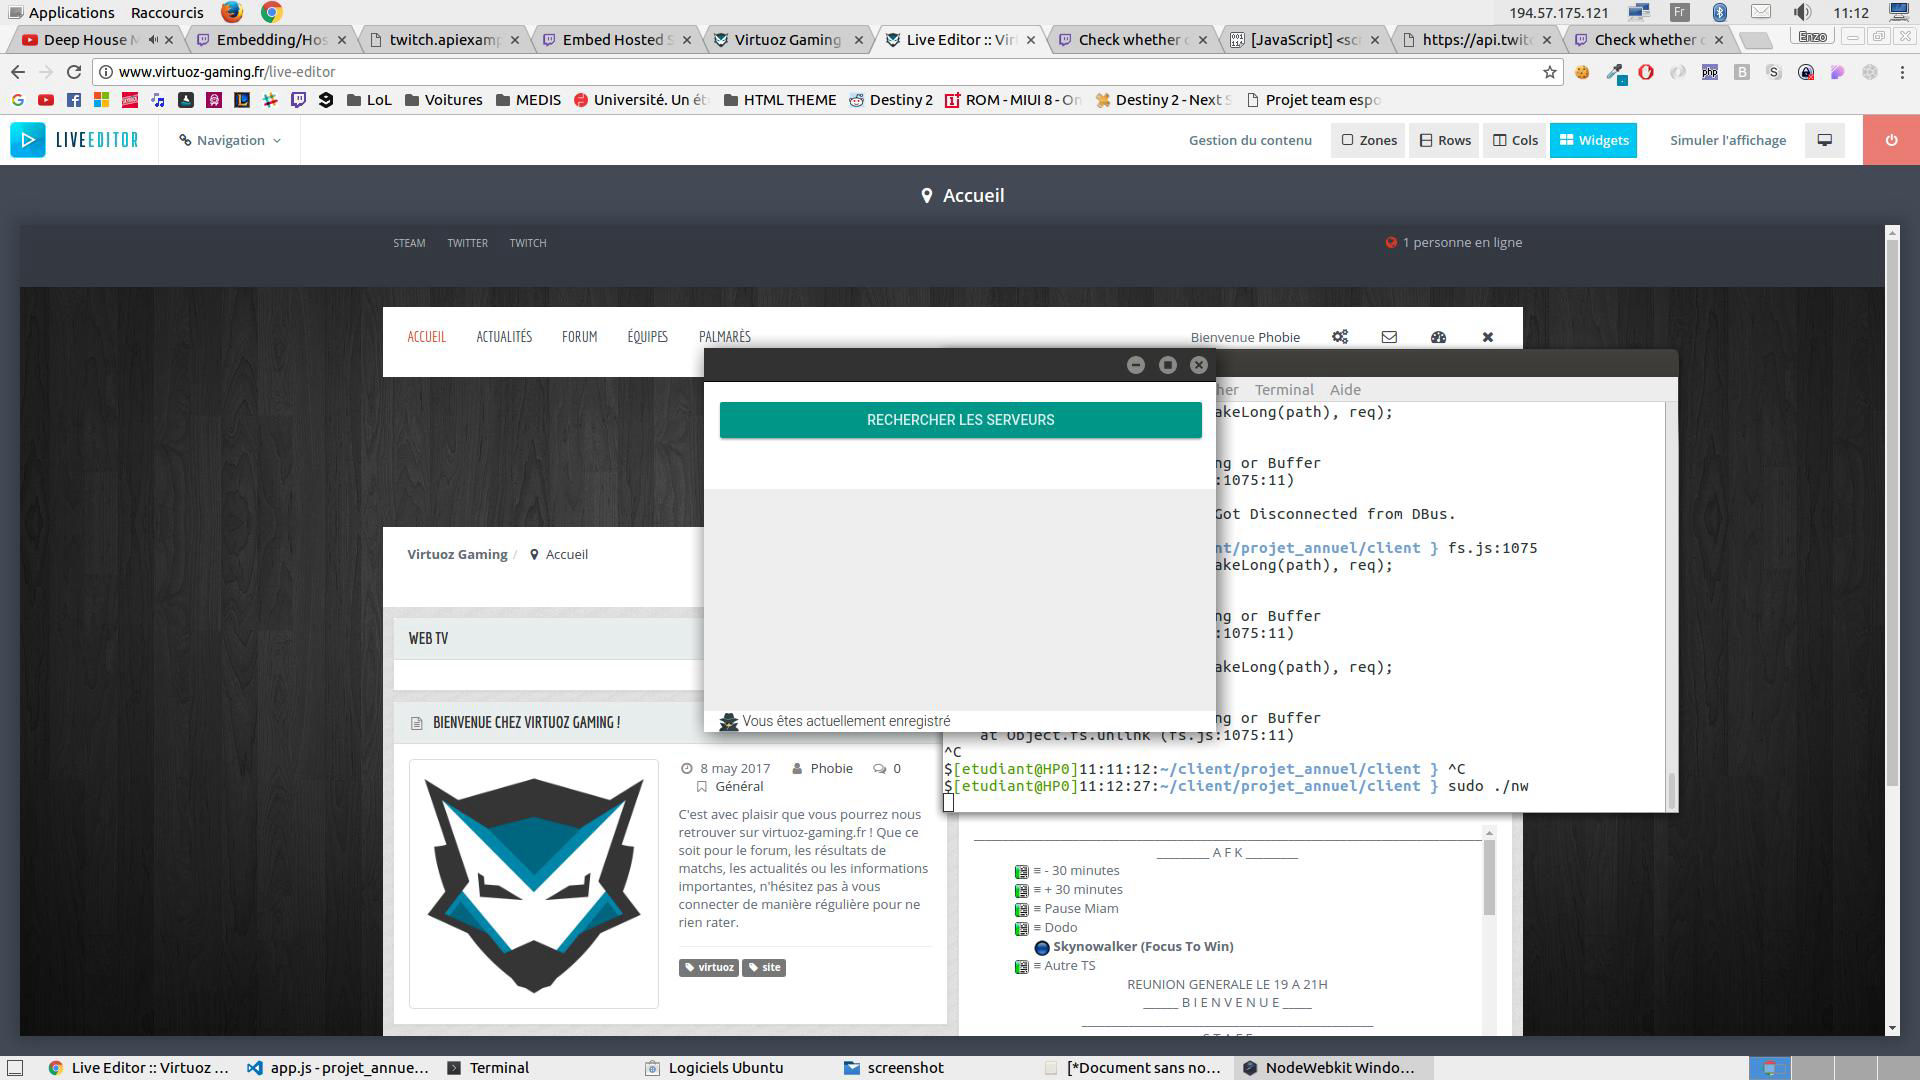 Applications Raccourcis 194.57.175.121 Fr 11:12
Deep House M Embedding/Hos twitch.apiexamp Embed Hosted S Virtuoz Gaming Live Editor :: Vir Check whether c [JavaScript] <sc https://api.twit Check whether c Enzo
www.virtuoz-gaming.fr/live-editor
LoL Voitures MEDIS Université. Un ét HTML THEME Destiny 2 ROM - MIUI 8 - On Destiny 2 - Next S Projet team espo
LIVEEDITOR Navigation Gestion du contenu Zones Rows Cols Widgets Simuler l'affichage
Accueil
STEAM TWITTER TWITCH 1 personne en ligne
ACCUEIL ACTUALITÉS FORUM ÉQUIPES PALMARÈS Bienvenue Phobie
her Terminal Aide
RECHERCHER LES SERVEURS
akeLong(path), req);
ng or Buffer
:1075:11)
Got Disconnected from DBus.
nt/projet_annuel/client } fs.js:1075
akeLong(path), req);
ng or Buffer
:1075:11)
akeLong(path), req);
ng or Buffer
at Object.fs.unlink (fs.js:1075:11)
^C
$[etudiant@HP0]11:11:12:~/client/projet_annuel/client } ^C
$[etudiant@HP0]11:12:27:~/client/projet_annuel/client } sudo ./nw
Vous êtes actuellement enregistré
Virtuoz Gaming / Accueil
WEB TV
BIENVENUE CHEZ VIRTUOZ GAMING !
8 may 2017 Phobie 0
Général
C'est avec plaisir que vous pourrez nous
retrouver sur virtuoz-gaming.fr ! Que ce
soit pour le forum, les résultats de
matchs, les actualités ou les informations
importantes, n'hésitez pas à vous
connecter de manière régulière pour ne
rien rater.
virtuoz site
_________ A F K _________
≡ - 30 minutes
≡ + 30 minutes
≡ Pause Miam
≡ Dodo
Skynowalker (Focus To Win)
≡ Autre TS
REUNION GENERALE LE 19 A 21H
______ B I E N V E N U E _____
Live Editor :: Virtuoz ... app.js - projet_annue... Terminal Logiciels Ubuntu screenshot [*Document sans no... NodeWebkit Windo...